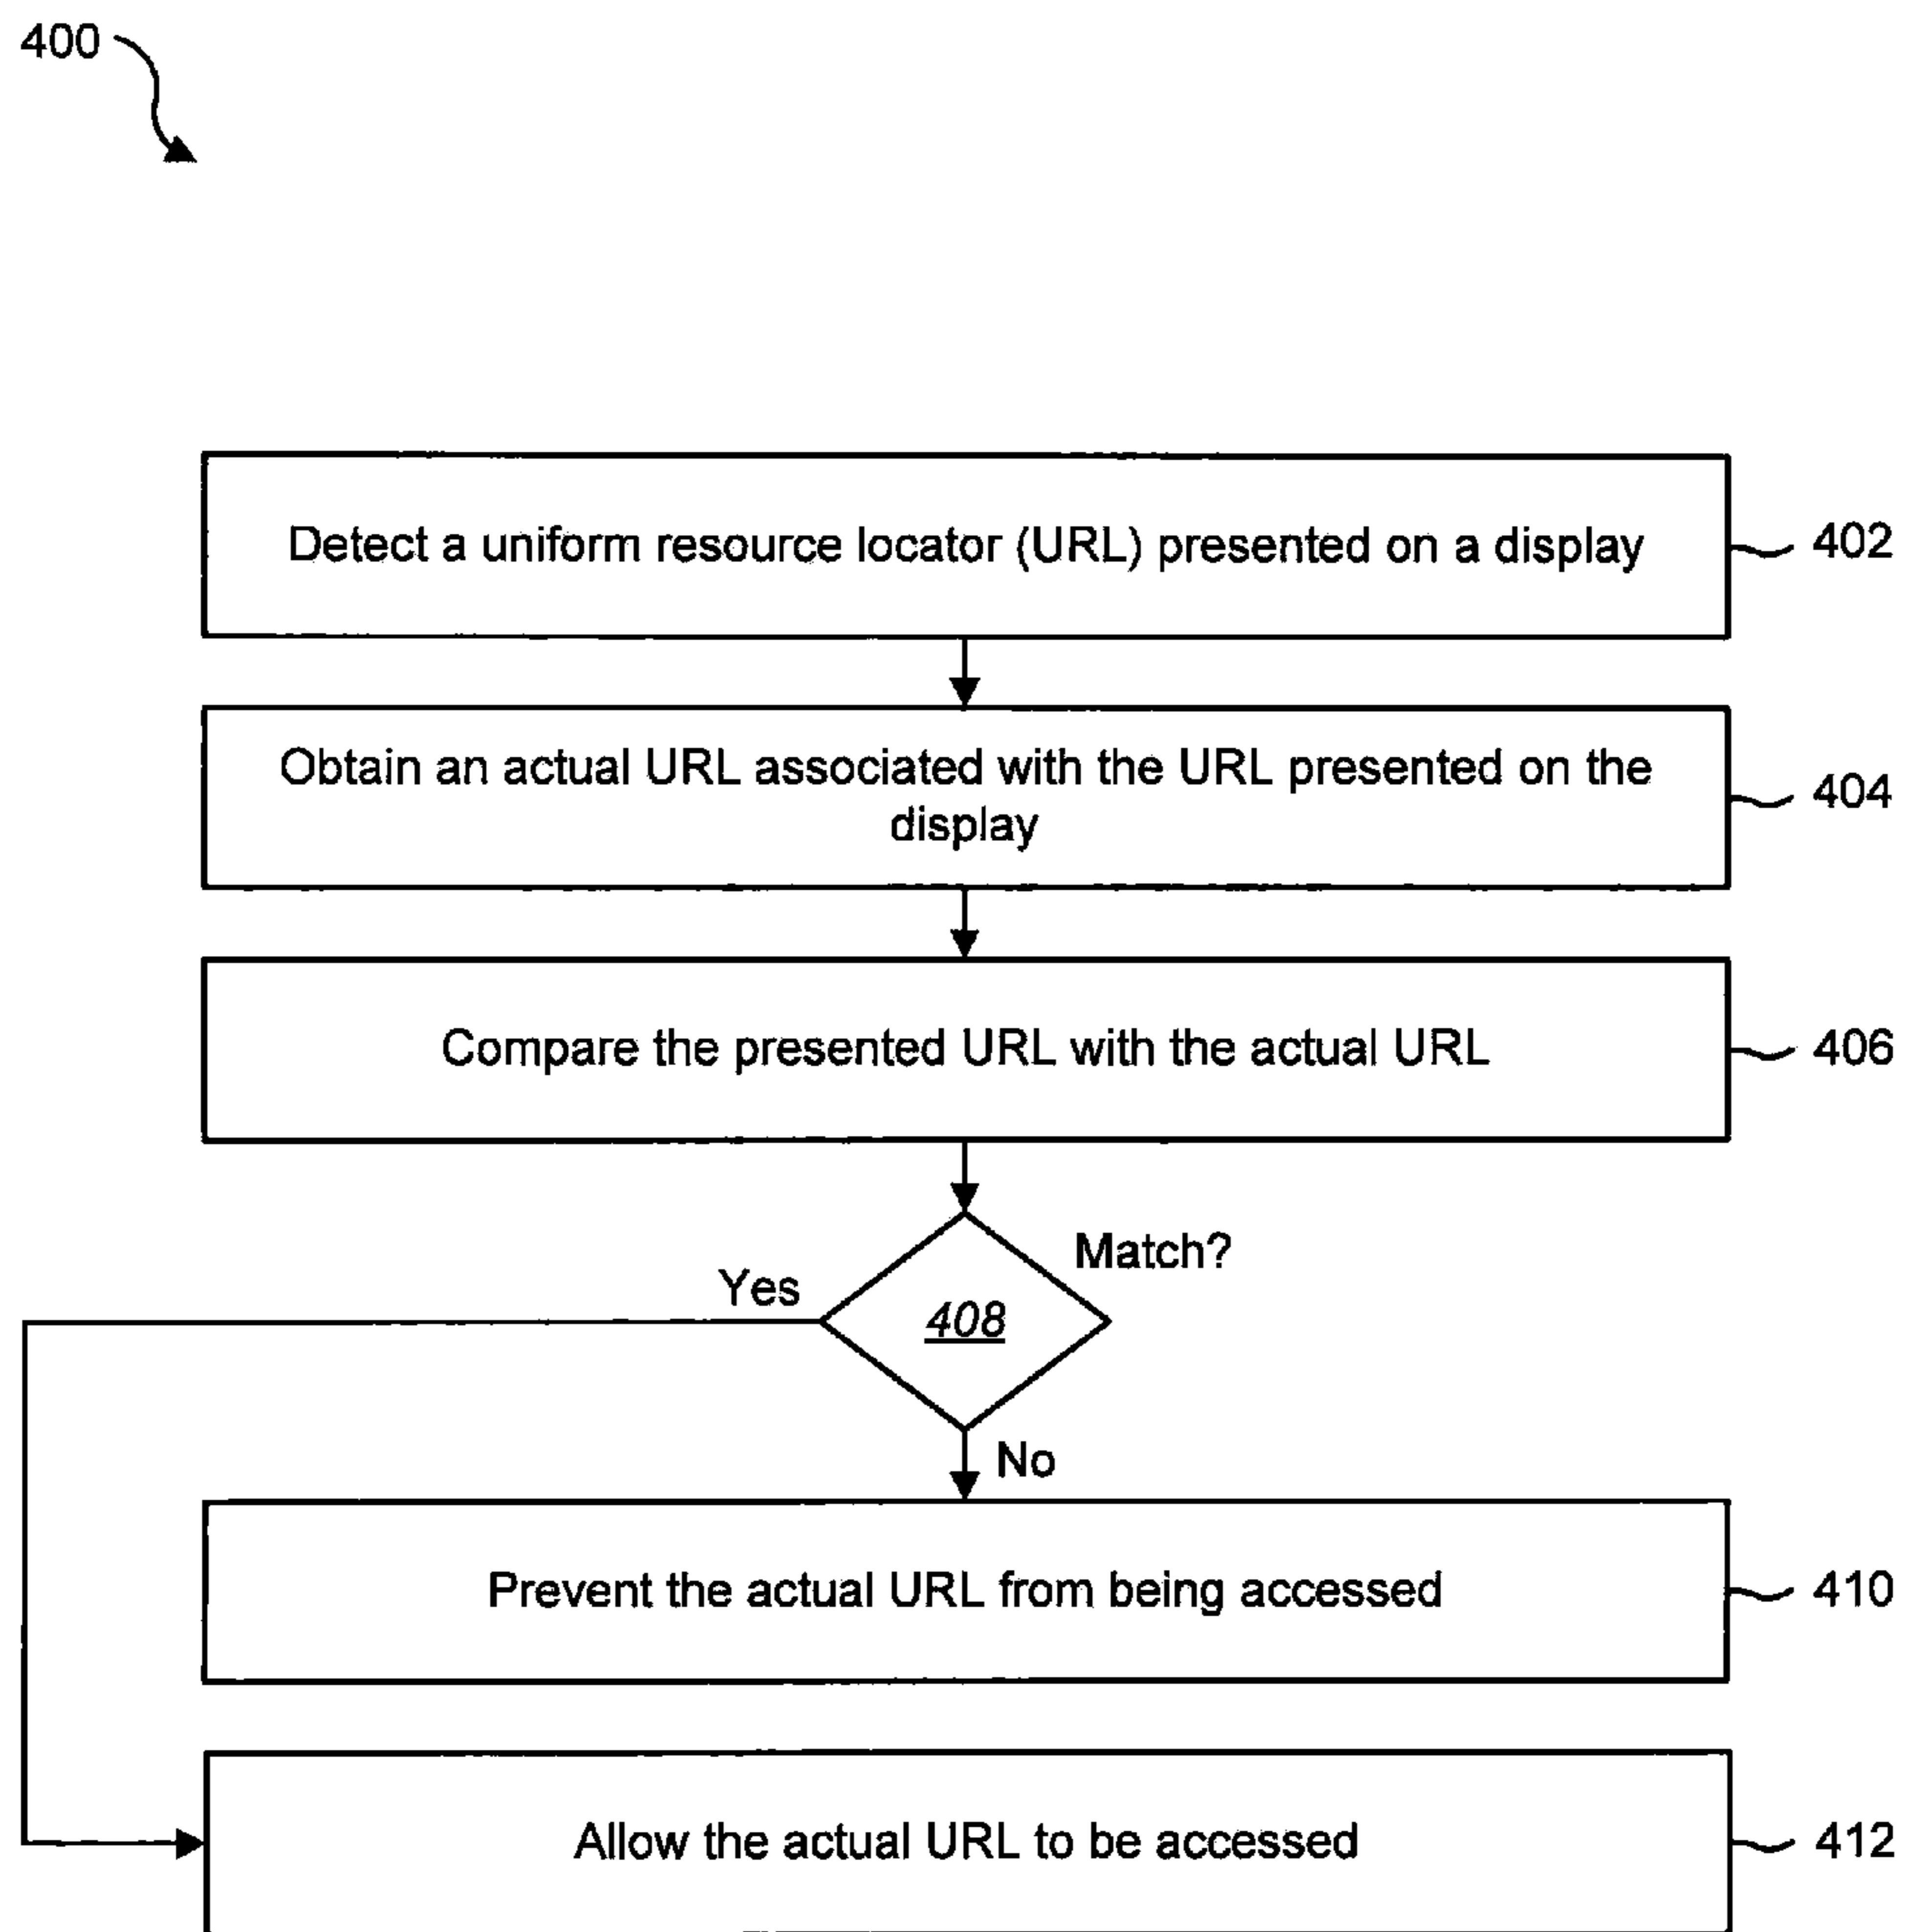 400
Detect a uniform resource locator (URL) presented on a display
402
Obtain an actual URL associated with the URL presented on the
display
404
Compare the presented URL with the actual URL
406
Match?
Yes
408
No
Prevent the actual URL from being accessed
410
Allow the actual URL to be accessed
412